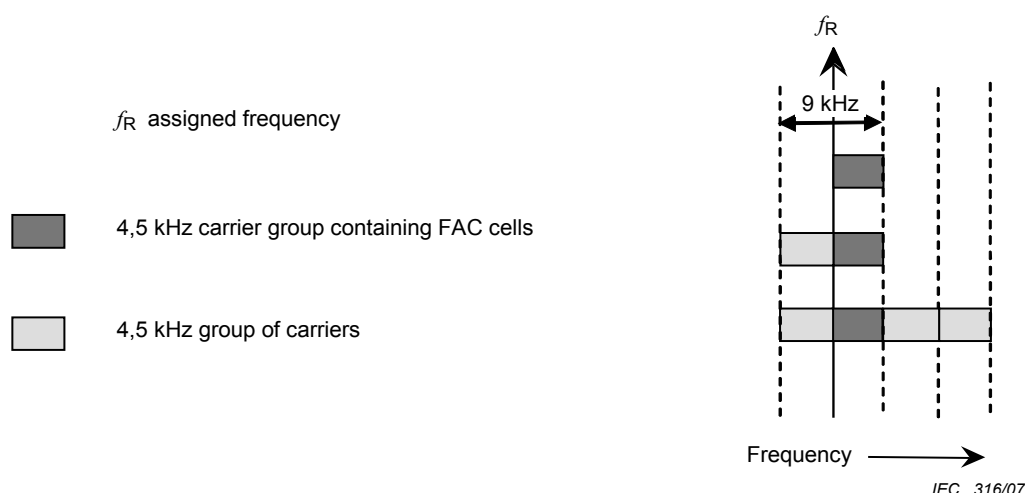 fR
9 kHz
fR assigned frequency
4,5 kHz carrier group containing FAC cells
4,5 kHz group of carriers
Frequency
IEC 316/07